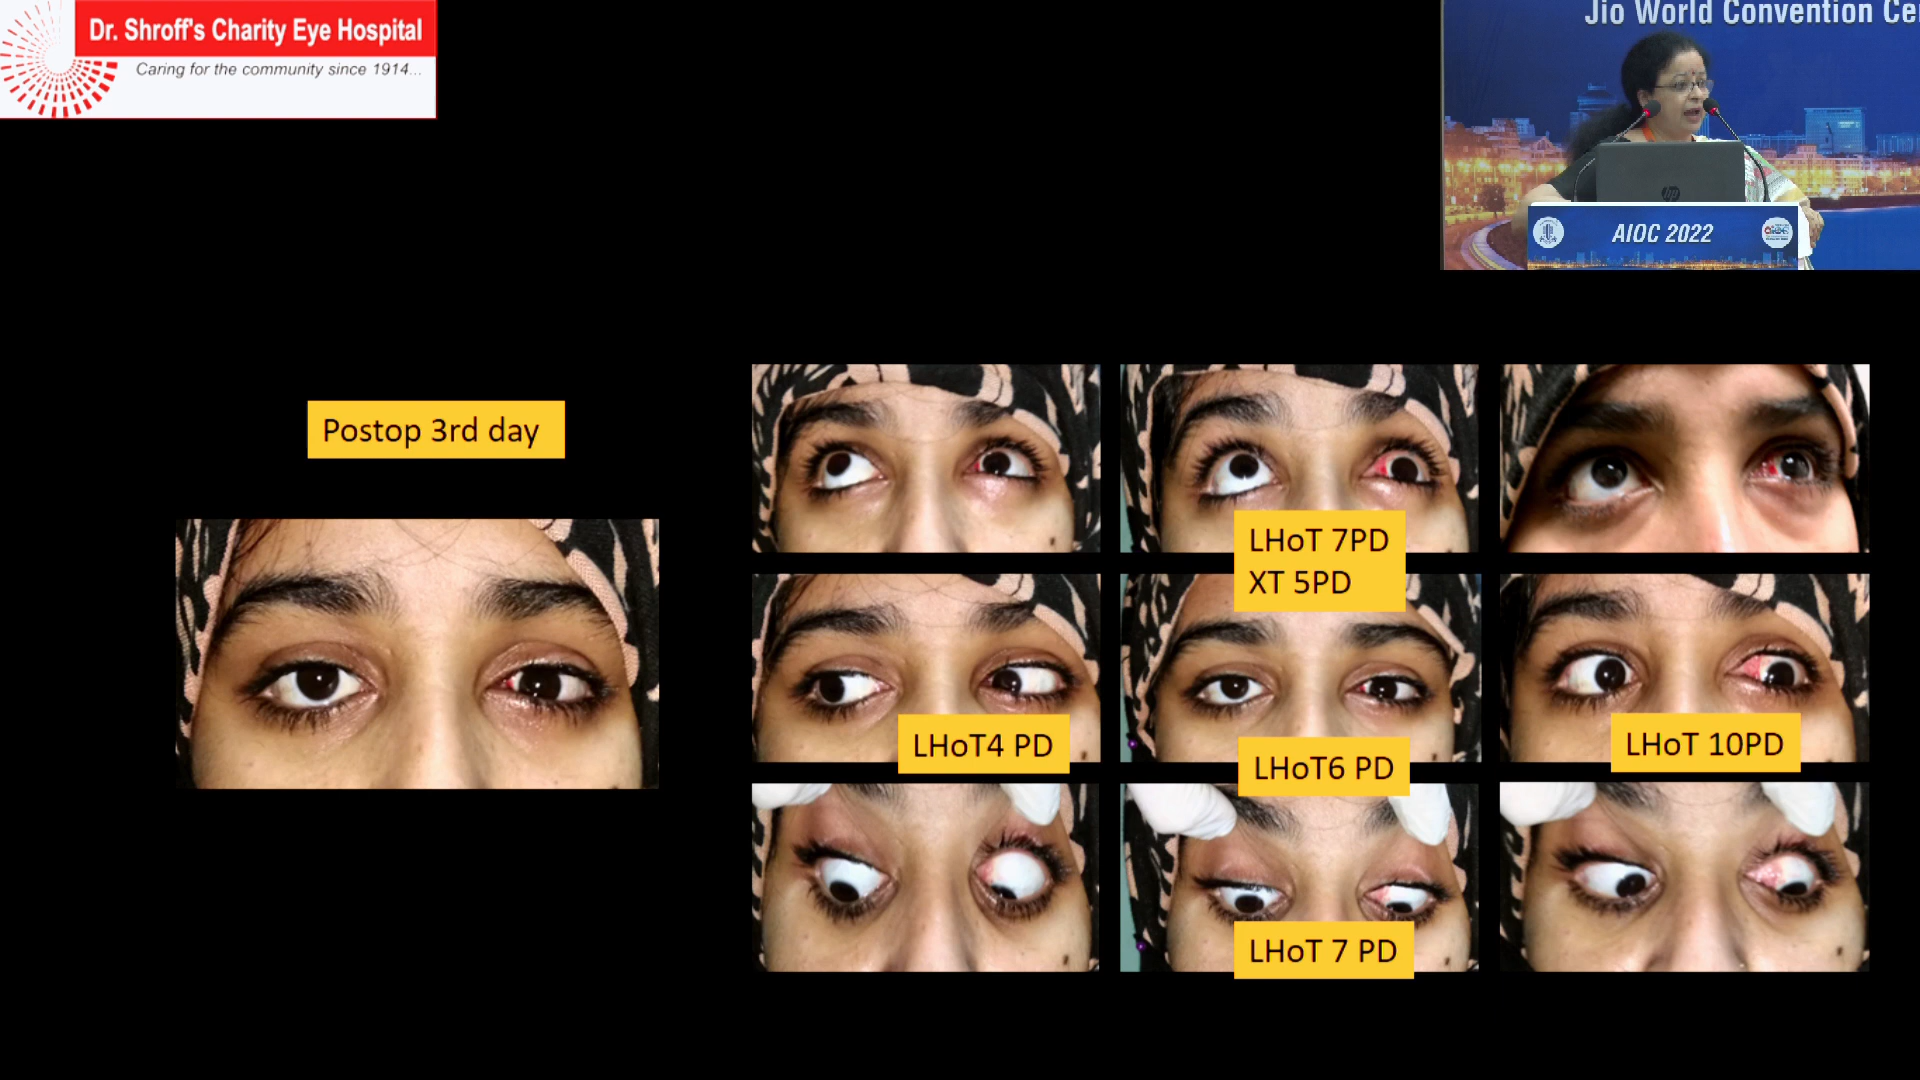 Dr. Shroff's Charity Eye Hospital
Caring for the community since 1914...
Jio World Convention
AIOC 2022
hp
Postop 3rd day
LHoT 7PD
XT 5PD
LHoT4 PD
LHoT6 PD
LHoT 10PD
LHoT 7 PD